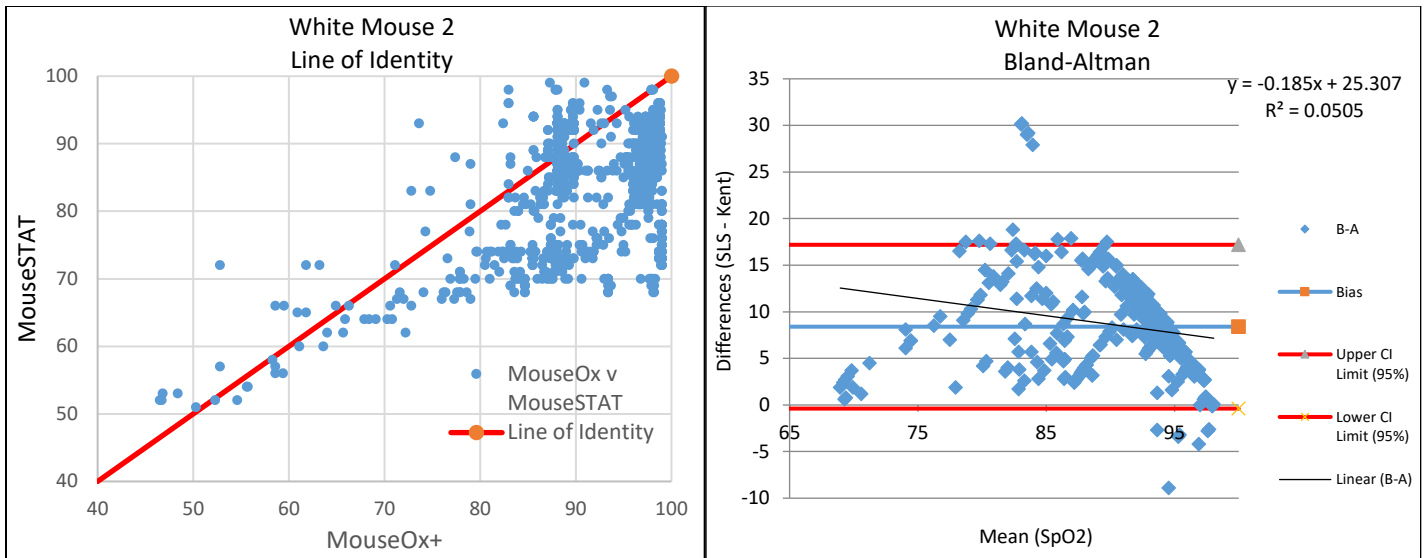 White Mouse 2
Line of Identity
100
90
80
70
60
50
40
40 50 60 70 80 90 100
MouseSTAT
MouseOx+
MouseOx v
MouseSTAT
Line of Identity
White Mouse 2
Bland-Altman
y = -0.185x + 25.307
R² = 0.0505
35
30
25
20
15
10
5
0
-5
-10
65 75 85 95
Differences (SLS - Kent)
Mean (SpO2)
B-A
Bias
Upper CI
Limit (95%)
Lower CI
Limit (95%)
Linear (B-A)